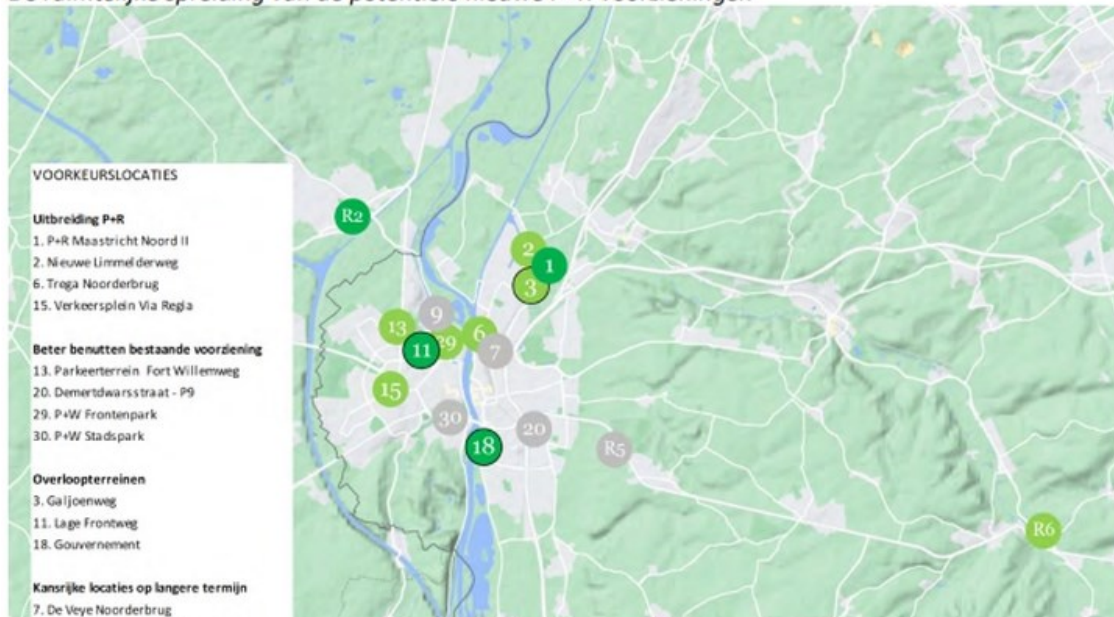 VOORKEURSLOCATIES
Uitbreiding P+R
1. P+R Maastricht Noord II
2. Nieuwe Limmelderweg
6. Trega Noorderbrug
15. Verkeersplein Via Regia
Beter benutten bestaande voorziening
13. Parkeerterrein Fort Willemweg
20. Demertdwarsstraat - P9
29. P+W Frontenpark
30. P+W Stadspark
Overloopterreinen
3. Galjoenweg
11. Lage Frontweg
18. Gouvernement
Kansrijke locaties op langere termijn
7. De Veye Noorderbrug
R2
2
1
3
9
13
29
6
11
7
15
30
18
20
R5
R6